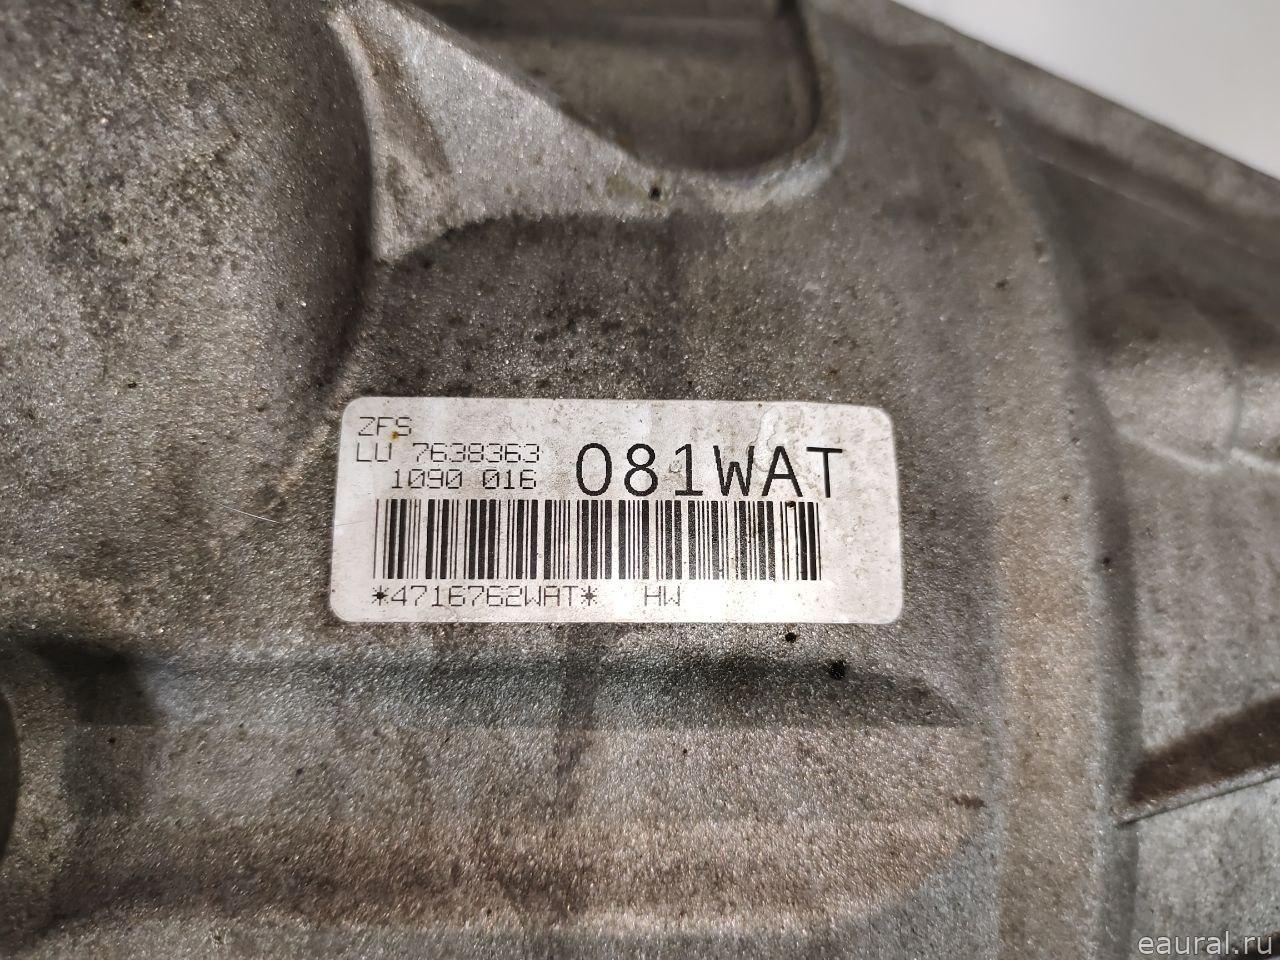 ZFS
LU 7638363
1090 016
081WAT
*4716762WAT* HW
eaural.ru